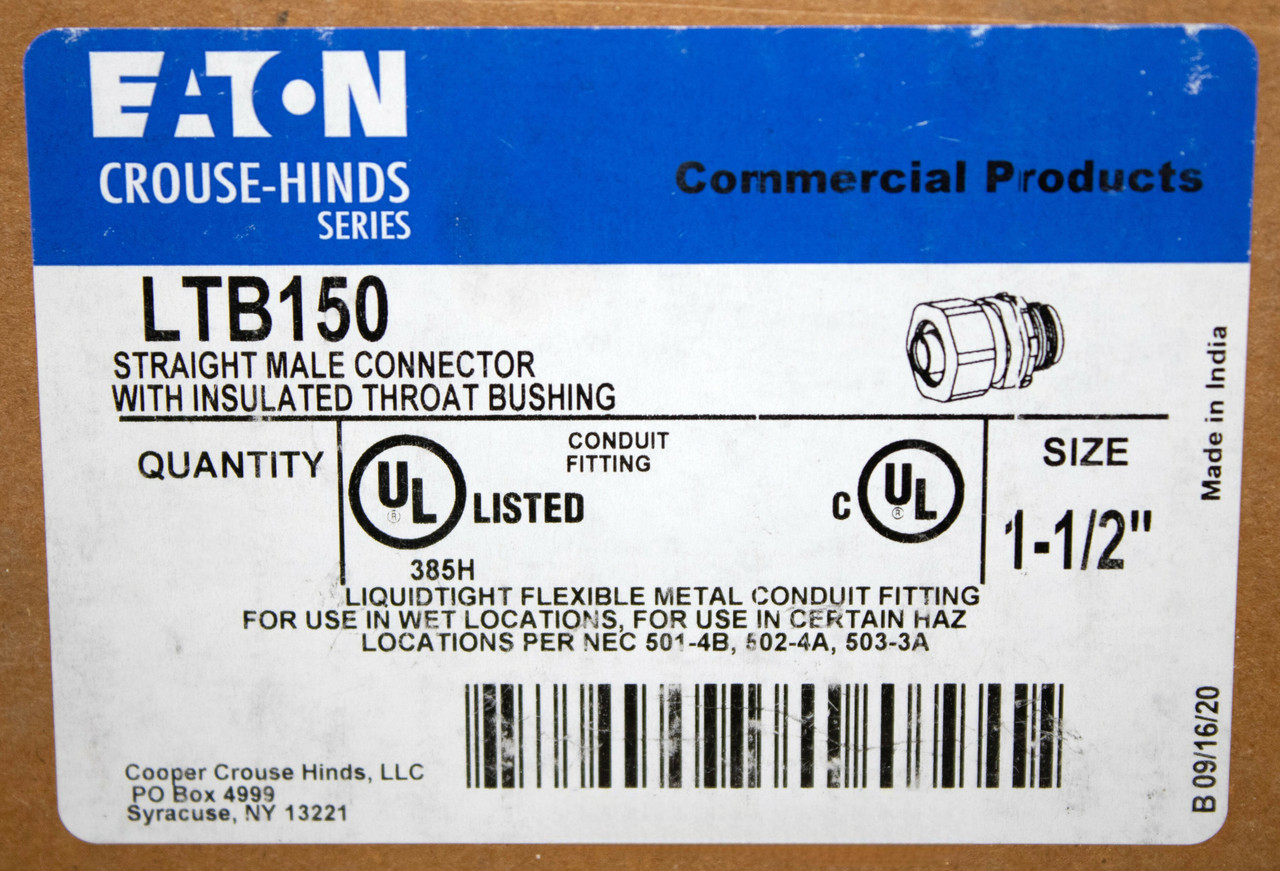 EATON
CROUSE-HINDS
SERIES
Commercial Products
LTB150
STRAIGHT MALE CONNECTOR
WITH INSULATED THROAT BUSHING
QUANTITY
UL
®
LISTED
385H
CONDUIT
FITTING
C
UL
®
SIZE
1-1/2"
Made in India
LIQUIDTIGHT FLEXIBLE METAL CONDUIT FITTING
FOR USE IN WET LOCATIONS, FOR USE IN CERTAIN HAZ
LOCATIONS PER NEC 501-4B, 502-4A, 503-3A
Cooper Crouse Hinds, LLC
PO Box 4999
Syracuse, NY 13221
B 09/16/20